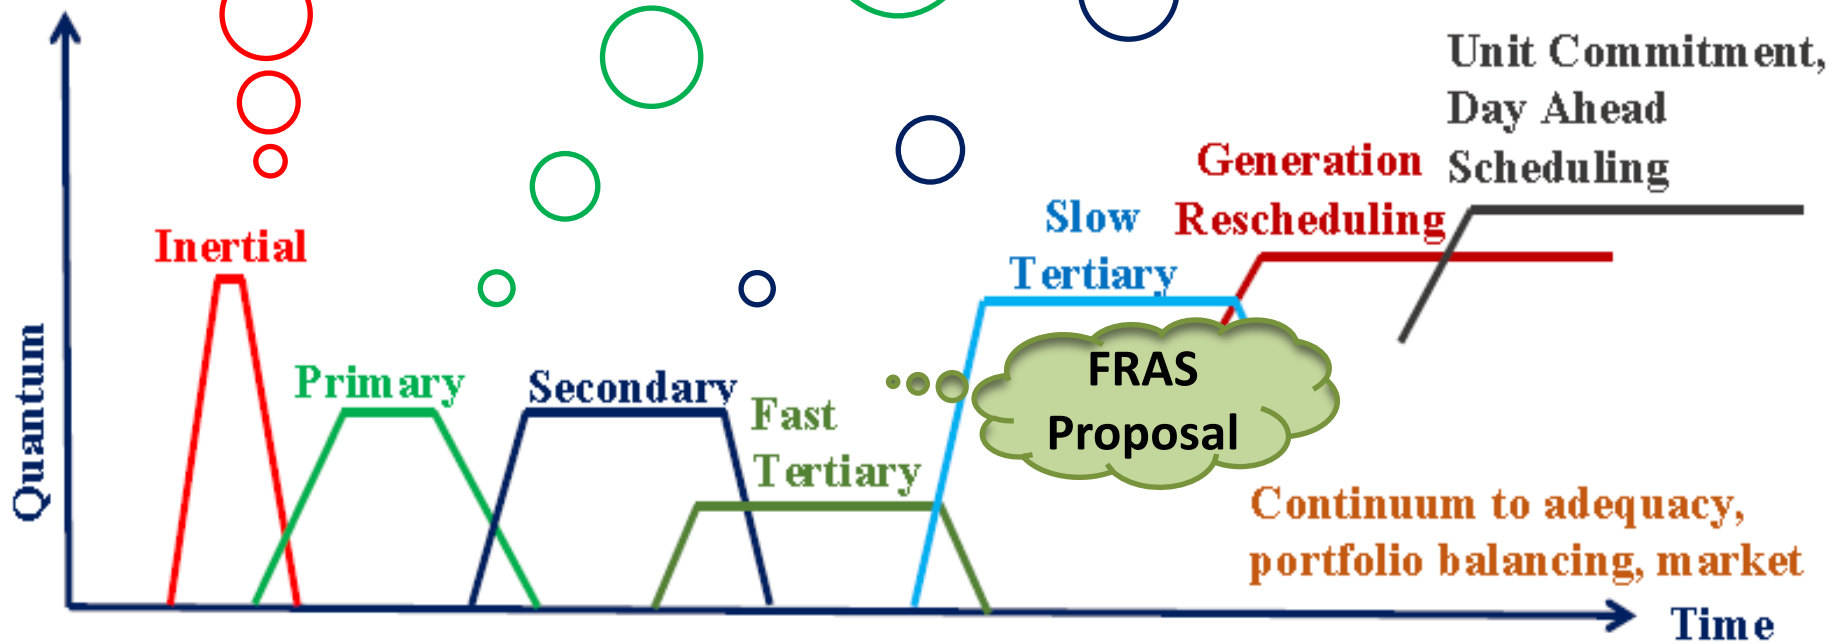 Unit Commitment,
Day Ahead
Scheduling
Generation
Rescheduling
Slow
Tertiary
Inertial
Primary
Secondary
Fast
Tertiary
FRAS
Proposal
Quantum
Continuum to adequacy,
portfolio balancing, market
Time